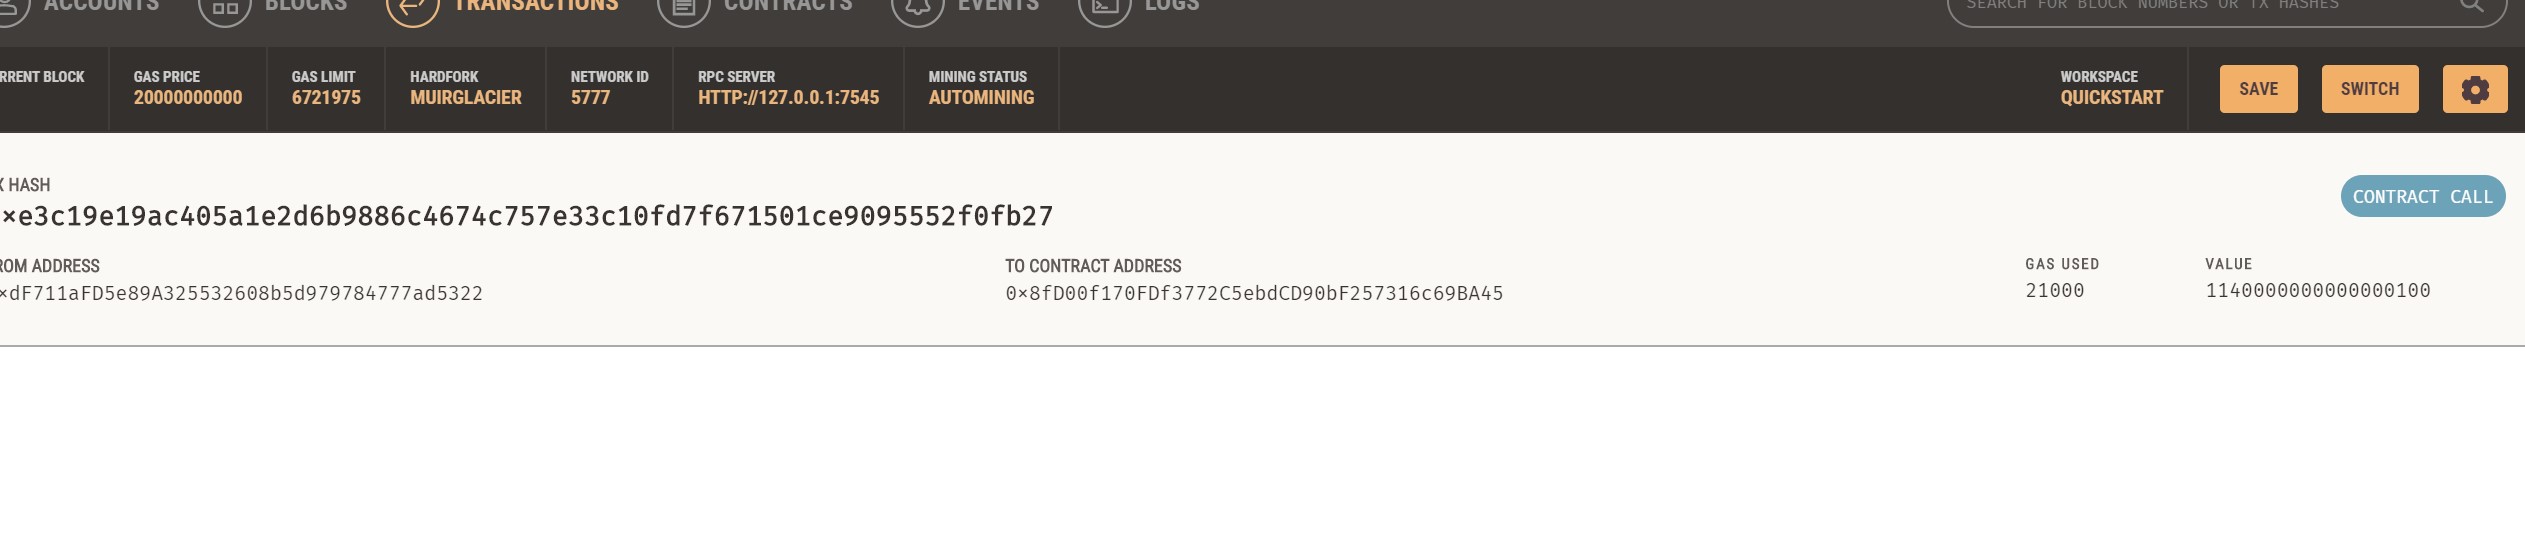 ACCOUNTS BLOCKS TRANSACTIONS CONTRACTS EVENTS LOGS SEARCH FOR BLOCK NUMBERS OR TX HASHES
RRENT BLOCK GAS PRICE GAS LIMIT HARDFORK NETWORK ID RPC SERVER MINING STATUS WORKSPACE
20000000000 6721975 MUIRGLACIER 5777 HTTP://127.0.0.1:7545 AUTOMINING QUICKSTART SAVE SWITCH
X HASH
×e3c19e19ac405a1e2d6b9886c4674c757e33c10fd7f671501ce9095552f0fb27 CONTRACT CALL
ROM ADDRESS TO CONTRACT ADDRESS GAS USED VALUE
×dF711aFD5e89A325532608b5d979784777ad5322 0×8fD00f170FDf3772C5ebdCD90bF257316c69BA45 21000 1140000000000000100